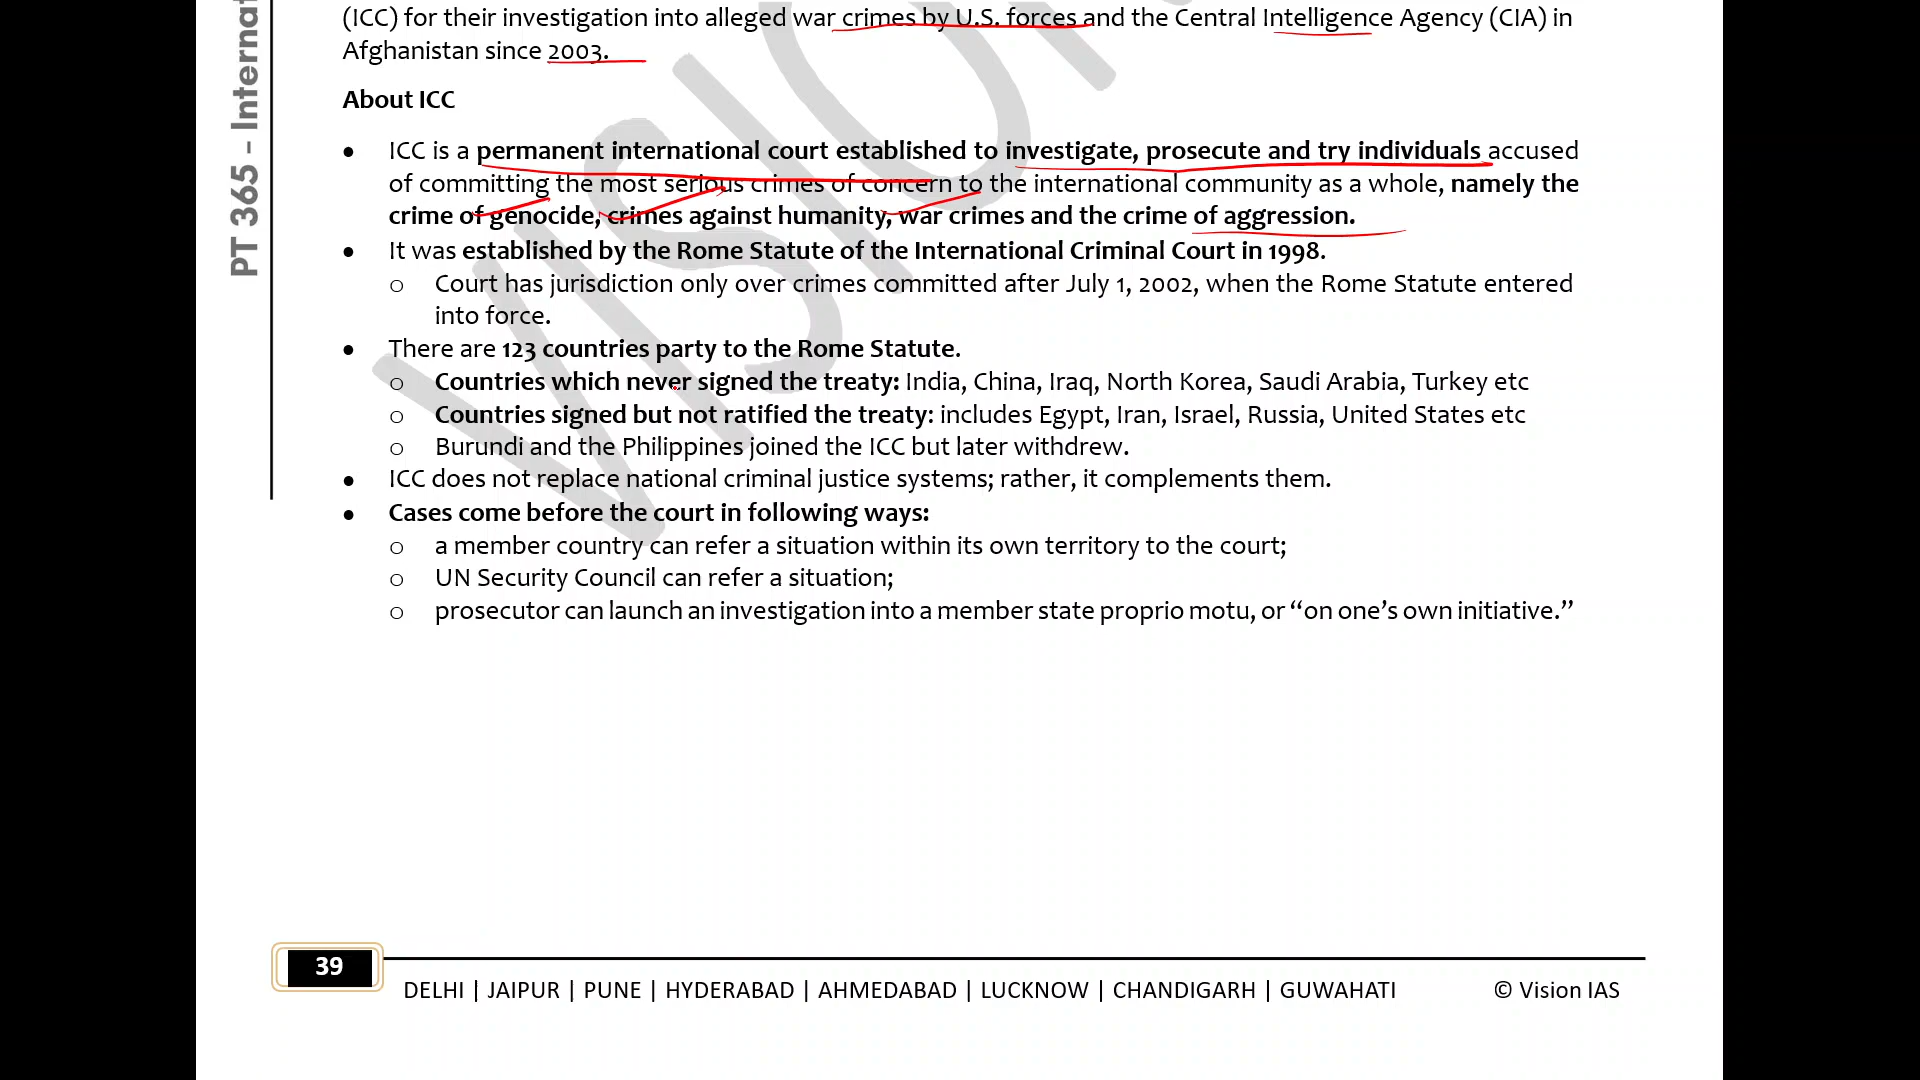 (ICC) for their investigation into alleged war crimes by U.S. forces and the Central Intelligence Agency (CIA) in
Afghanistan since 2003.
About ICC
• ICC is a permanent international court established to investigate, prosecute and try individuals accused
of committing the most serious crimes of concern to the international community as a whole, namely the
crime of genocide, crimes against humanity, war crimes and the crime of aggression.
• It was established by the Rome Statute of the International Criminal Court in 1998.
o Court has jurisdiction only over crimes committed after July 1, 2002, when the Rome Statute entered
into force.
• There are 123 countries party to the Rome Statute.
o Countries which never signed the treaty: India, China, Iraq, North Korea, Saudi Arabia, Turkey etc
o Countries signed but not ratified the treaty: includes Egypt, Iran, Israel, Russia, United States etc
o Burundi and the Philippines joined the ICC but later withdrew.
• ICC does not replace national criminal justice systems; rather, it complements them.
• Cases come before the court in following ways:
o a member country can refer a situation within its own territory to the court;
o UN Security Council can refer a situation;
o prosecutor can launch an investigation into a member state proprio motu, or “on one’s own initiative.”
PT 365 – Internat
VISION
39
DELHI | JAIPUR | PUNE | HYDERABAD | AHMEDABAD | LUCKNOW | CHANDIGARH | GUWAHATI © Vision IAS